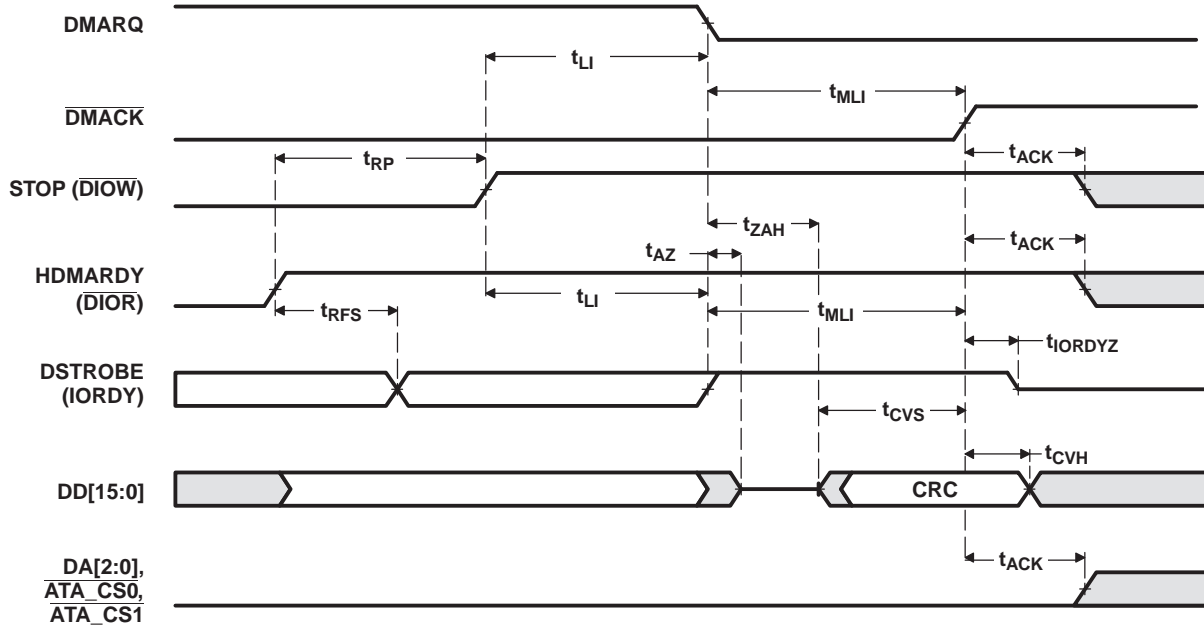 DMARQ
tLI
tMLI
DMACK
tRP
tACK
STOP (DIOW)
tZAH
tAZ
tACK
HDMARDY
(DIOR)
tLI
tMLI
tRFS
tIORDYZ
DSTROBE
(IORDY)
tCVS
tCVH
DD[15:0]
CRC
tACK
DA[2:0],
ATA_CS0,
ATA_CS1